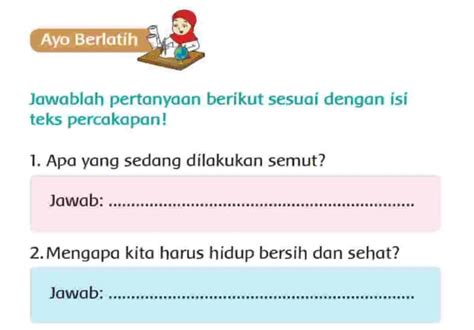 Ayo Berlatih
Jawablah pertanyaan berikut sesuai dengan isi
teks percakapan!
1. Apa yang sedang dilakukan semut?
Jawab: ........................................................................
2. Mengapa kita harus hidup bersih dan sehat?
Jawab: ........................................................................